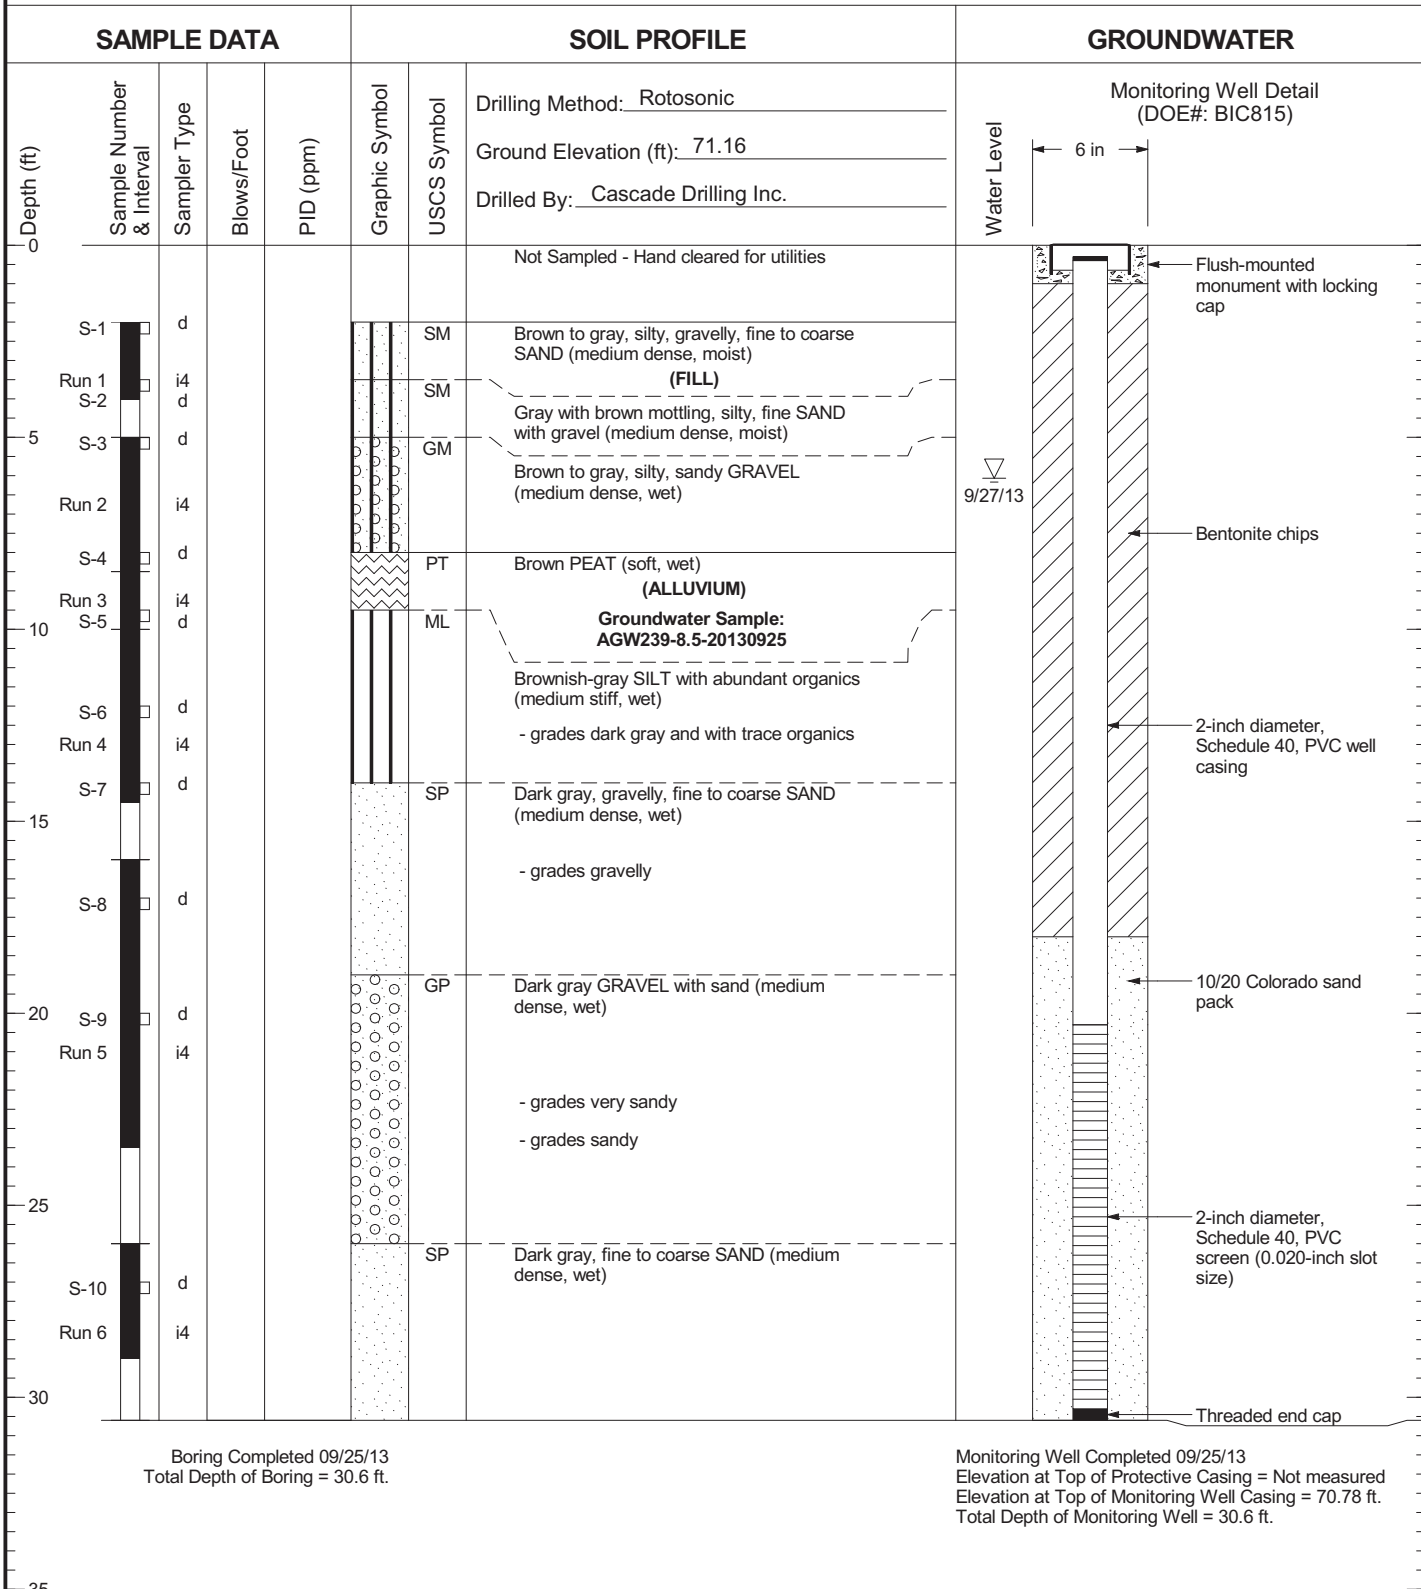 SAMPLE DATA
SOIL PROFILE
GROUNDWATER
Depth (ft)
Sample Number
& Interval
Sampler Type
Blows/Foot
PID (ppm)
Graphic Symbol
USCS Symbol
Drilling Method: Rotosonic
Ground Elevation (ft): 71.16
Drilled By: Cascade Drilling Inc.
Water Level
Monitoring Well Detail
(DOE#: BIC815)
6 in
0
Not Sampled - Hand cleared for utilities
Flush-mounted
monument with locking
cap
S-1
d
SM
Brown to gray, silty, gravelly, fine to coarse
SAND (medium dense, moist)
(FILL)
Run 1
i4
S-2
d
SM
Gray with brown mottling, silty, fine SAND
with gravel (medium dense, moist)
5
S-3
d
GM
Brown to gray, silty, sandy GRAVEL
(medium dense, wet)
9/27/13
Run 2
i4
Bentonite chips
S-4
d
PT
Brown PEAT (soft, wet)
(ALLUVIUM)
Run 3
i4
S-5
d
ML
Groundwater Sample:
AGW239-8.5-20130925
10
Brownish-gray SILT with abundant organics
(medium stiff, wet)
S-6
d
- grades dark gray and with trace organics
Run 4
i4
2-inch diameter,
Schedule 40, PVC well
casing
S-7
d
SP
Dark gray, gravelly, fine to coarse SAND
(medium dense, wet)
15
- grades gravelly
S-8
d
GP
Dark gray GRAVEL with sand (medium
dense, wet)
10/20 Colorado sand
pack
20
S-9
d
Run 5
i4
- grades very sandy
- grades sandy
25
2-inch diameter,
Schedule 40, PVC
screen (0.020-inch slot
size)
SP
Dark gray, fine to coarse SAND (medium
dense, wet)
S-10
d
Run 6
i4
30
Threaded end cap
Boring Completed 09/25/13
Total Depth of Boring = 30.6 ft.
Monitoring Well Completed 09/25/13
Elevation at Top of Protective Casing = Not measured
Elevation at Top of Monitoring Well Casing = 70.78 ft.
Total Depth of Monitoring Well = 30.6 ft.
35